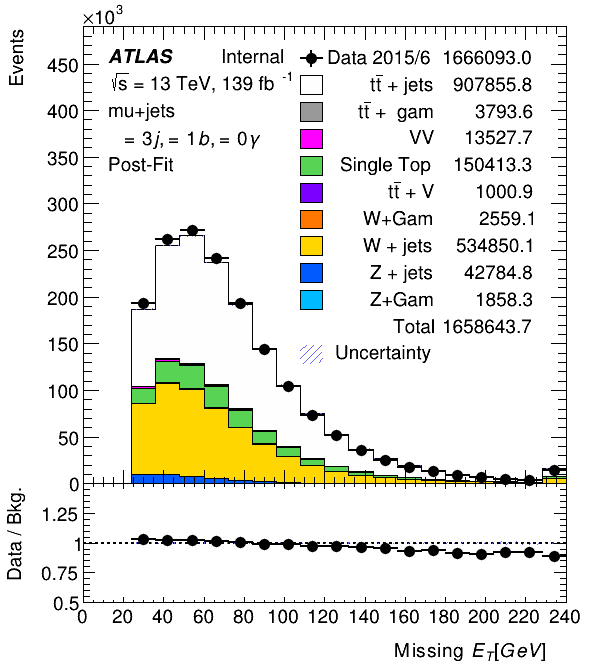 ×10³
Events
450
400
350
300
250
200
150
100
50
0
ATLAS Internal
√s = 13 TeV, 139 fb⁻¹
mu+jets
= 3j, = 1b, = 0γ
Post-Fit
Data 2015/6 1666093.0
tt̄ + jets 907855.8
tt̄ + gam 3793.6
VV 13527.7
Single Top 150413.3
tt̄ + V 1000.9
W+Gam 2559.1
W + jets 534850.1
Z + jets 42784.8
Z+Gam 1858.3
Total 1658643.7
Uncertainty
Data / Bkg.
1.25
1
0.75
0.5
0 20 40 60 80 100 120 140 160 180 200 220 240
Missing E_T[GeV]